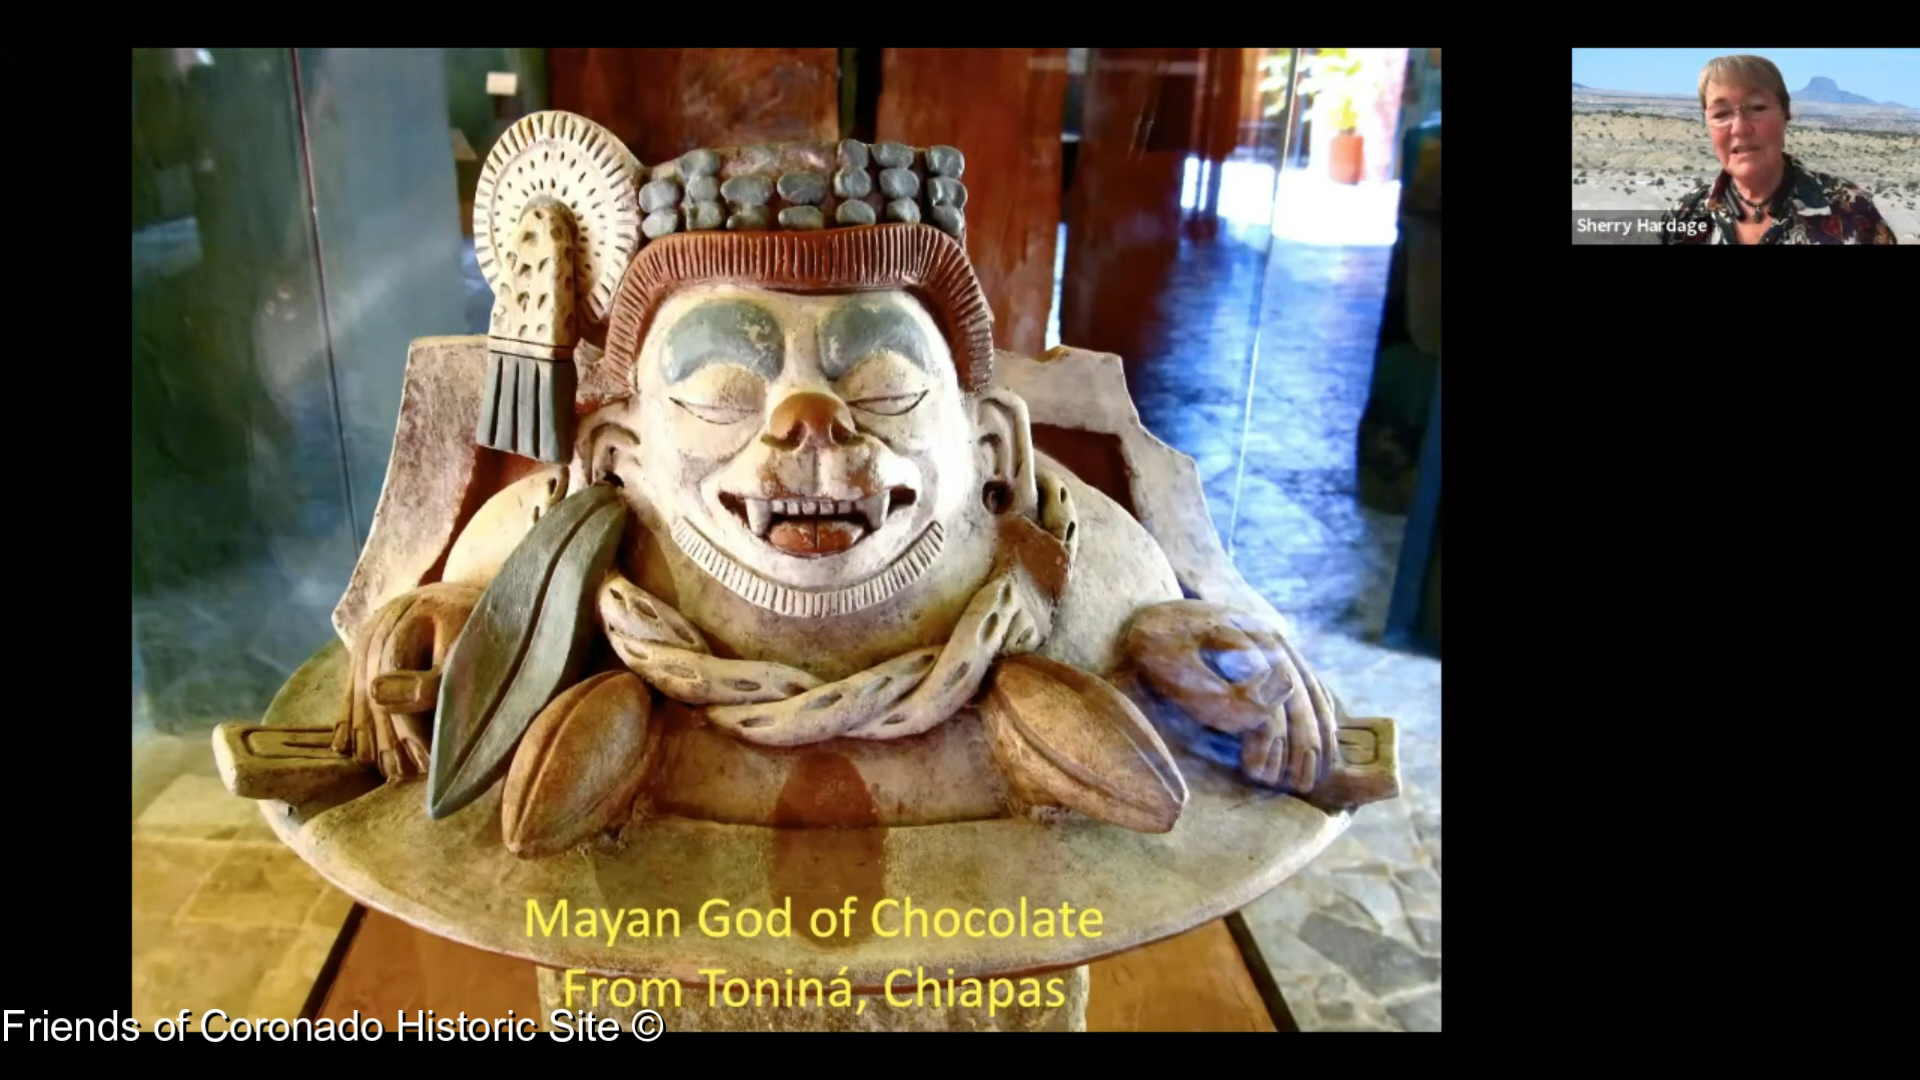 Sherry Hardage
Mayan God of Chocolate
From Toniná, Chiapas
Friends of Coronado Historic Site ©